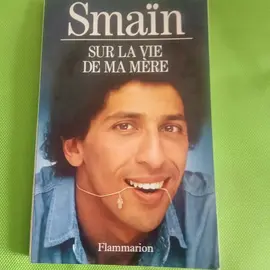 Smaïn
SUR LA VIE
DE MA MÈRE
Flammarion